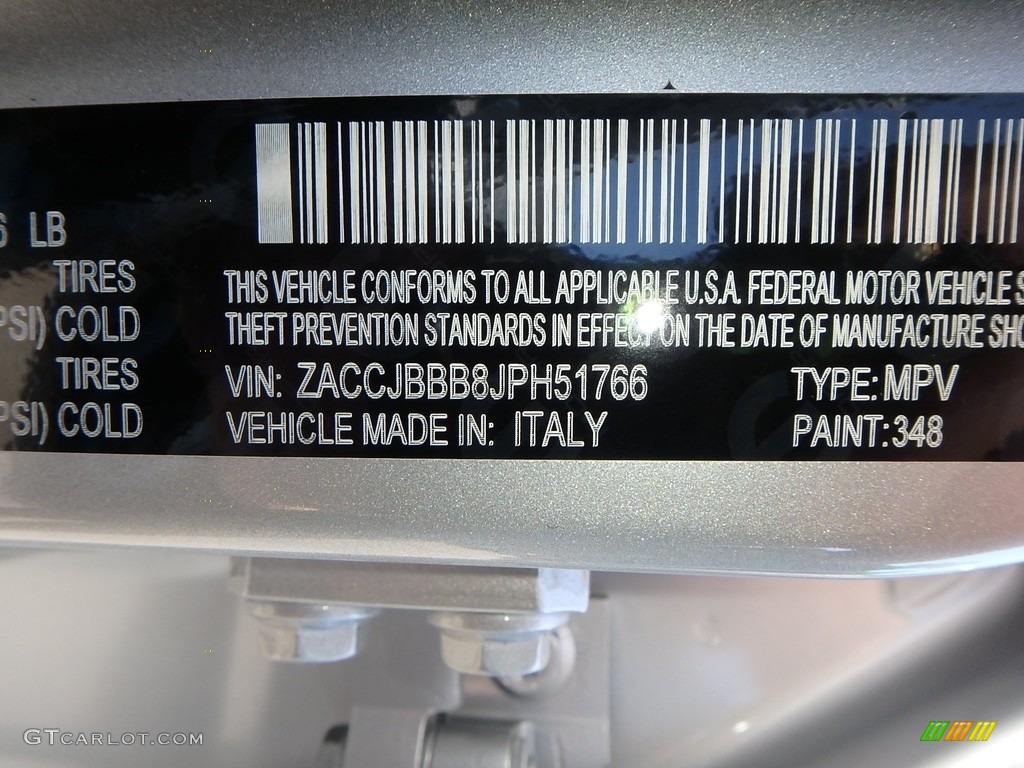 6 LB
TIRES
PSI) COLD
TIRES
PSI) COLD
THIS VEHICLE CONFORMS TO ALL APPLICABLE U.S.A. FEDERAL MOTOR VEHICLE S
THEFT PREVENTION STANDARDS IN EFFECT ON THE DATE OF MANUFACTURE SHO
VIN: ZACCJBBB8JPH51766 TYPE: MPV
VEHICLE MADE IN: ITALY PAINT: 348
GTCARLOT.COM